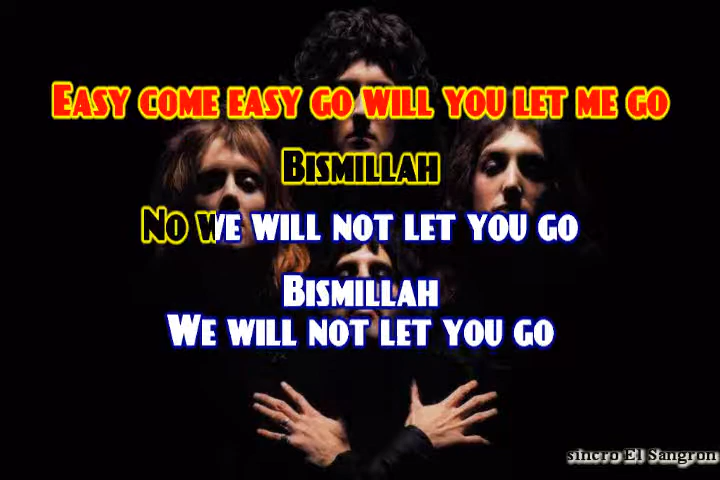 Easy come easy go will you let me go
Bismillah
No we will not let you go
Bismillah
We will not let you go
sincro El Sangron